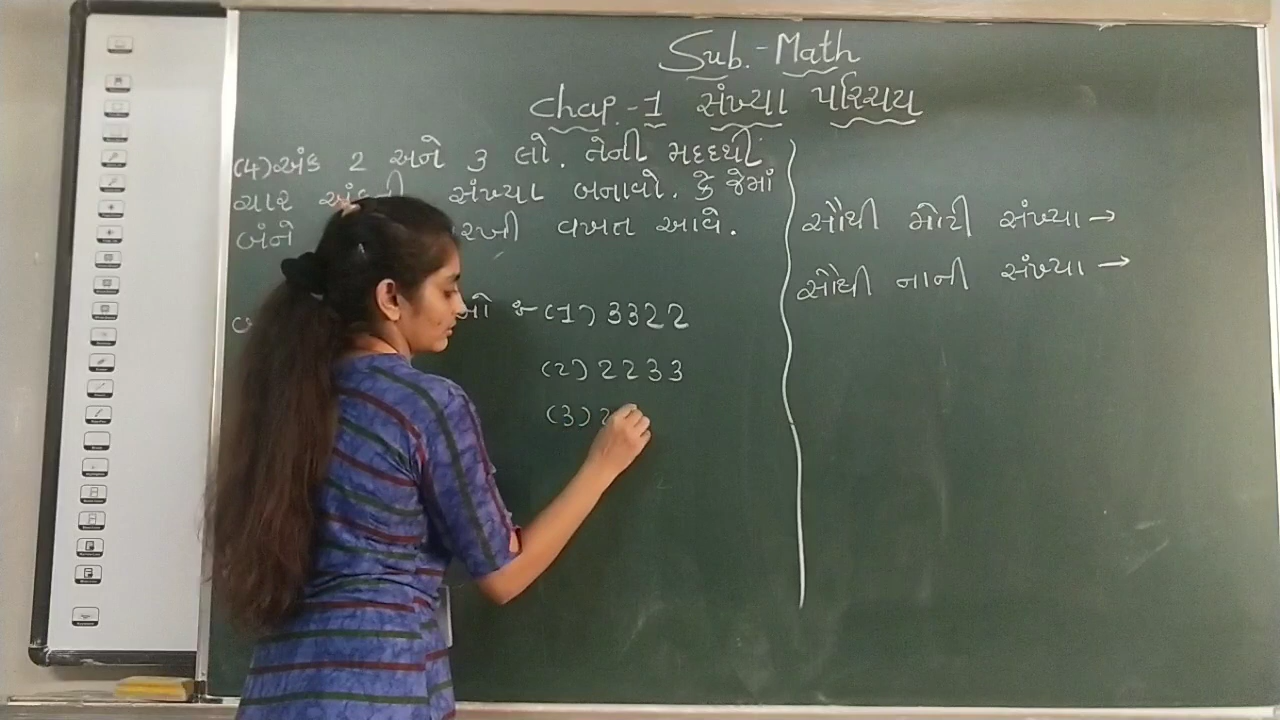 Sub.-Math
Chap.-1 સંખ્યા પરિચય
(4) અંક 2 અને 3 લો. તેની મદદથી
ચાર સંખ્યા બનાવો. કે જેમાં
બંને વખત આવે.
(1) 3322
(2) 2233
(3) 2
સૌથી મોટી સંખ્યા →
સૌથી નાની સંખ્યા →